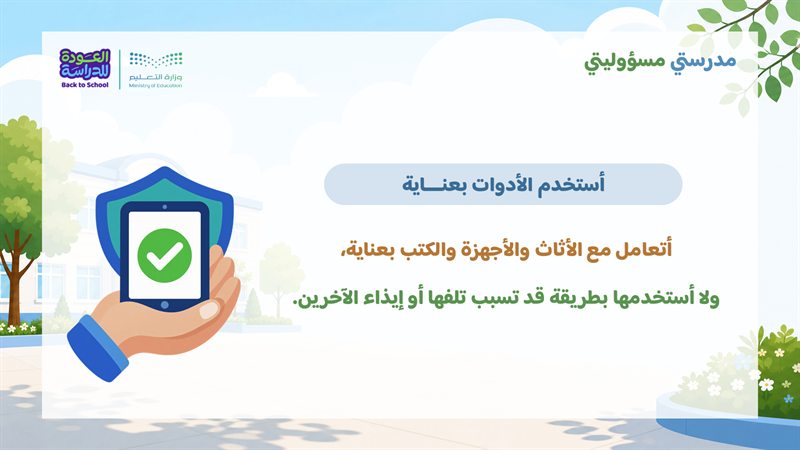 مدرستي مسؤوليتي
العودة
للدراسة
Back to School
وزارة التعليم
Ministry of Education
أستخدم الأدوات بعنـــاية
أتعامل مع الأثاث والأجهزة والكتب بعناية،
ولا أستخدمها بطريقة قد تسبب تلفها أو إيذاء الآخرين.